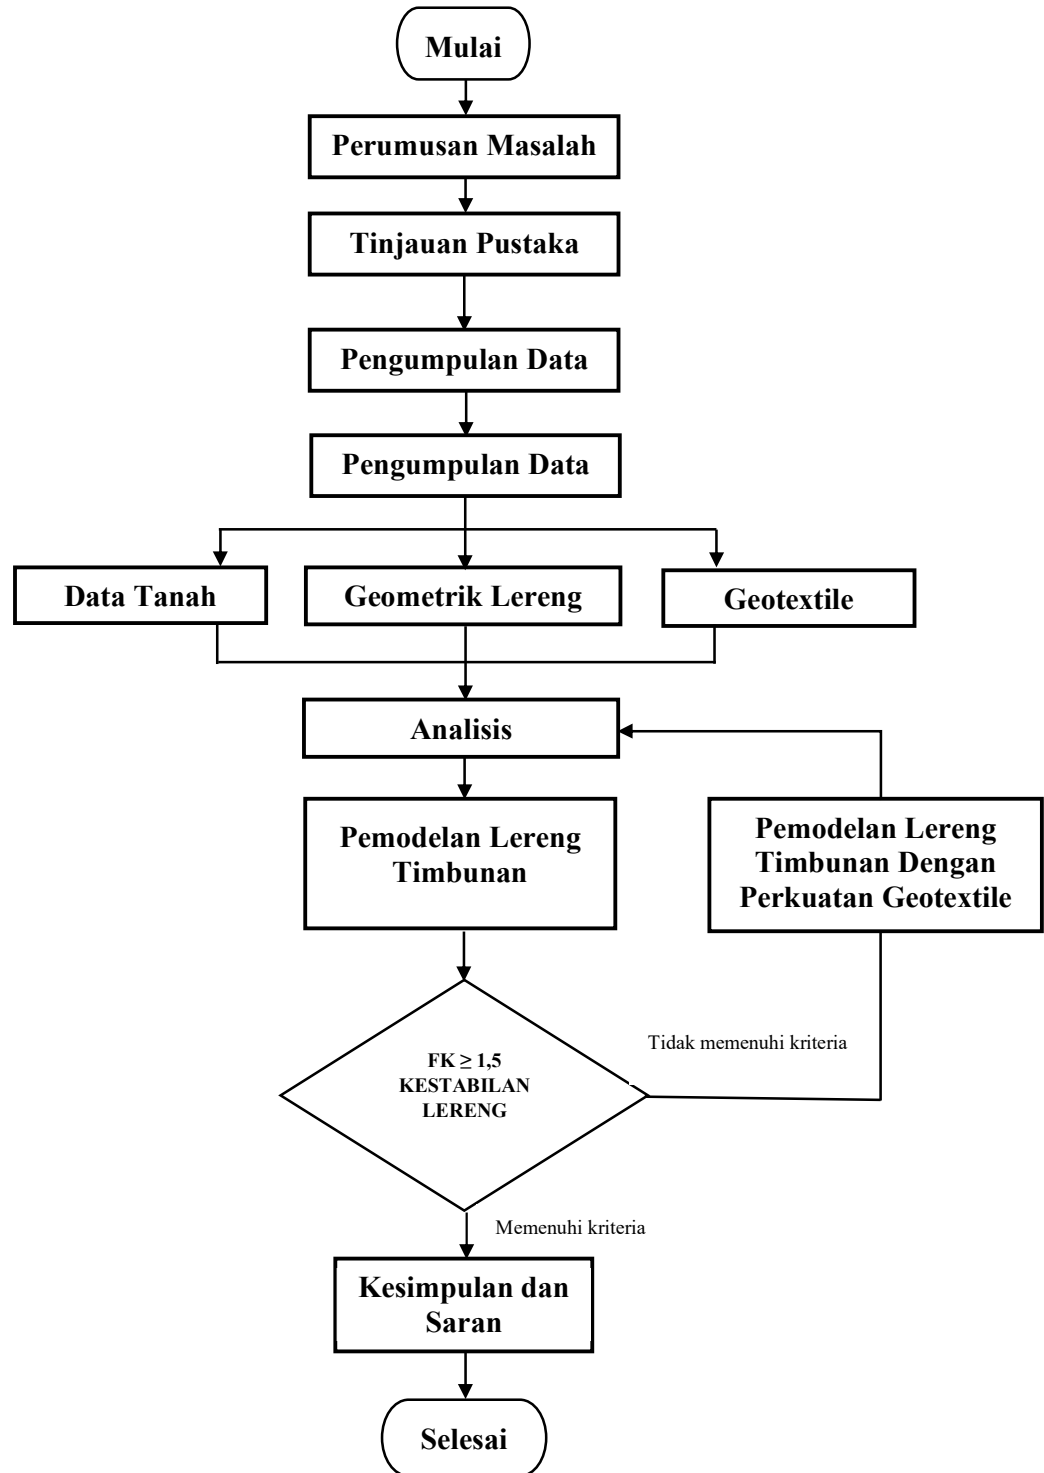 Mulai
Perumusan Masalah
Tinjauan Pustaka
Pengumpulan Data
Pengumpulan Data
Data Tanah
Geometrik Lereng
Geotextile
Analisis
Pemodelan Lereng
Timbunan
Pemodelan Lereng
Timbunan Dengan
Perkuatan Geotextile
Tidak memenuhi kriteria
FK ≥ 1,5
KESTABILAN
LERENG
Memenuhi kriteria
Kesimpulan dan
Saran
Selesai